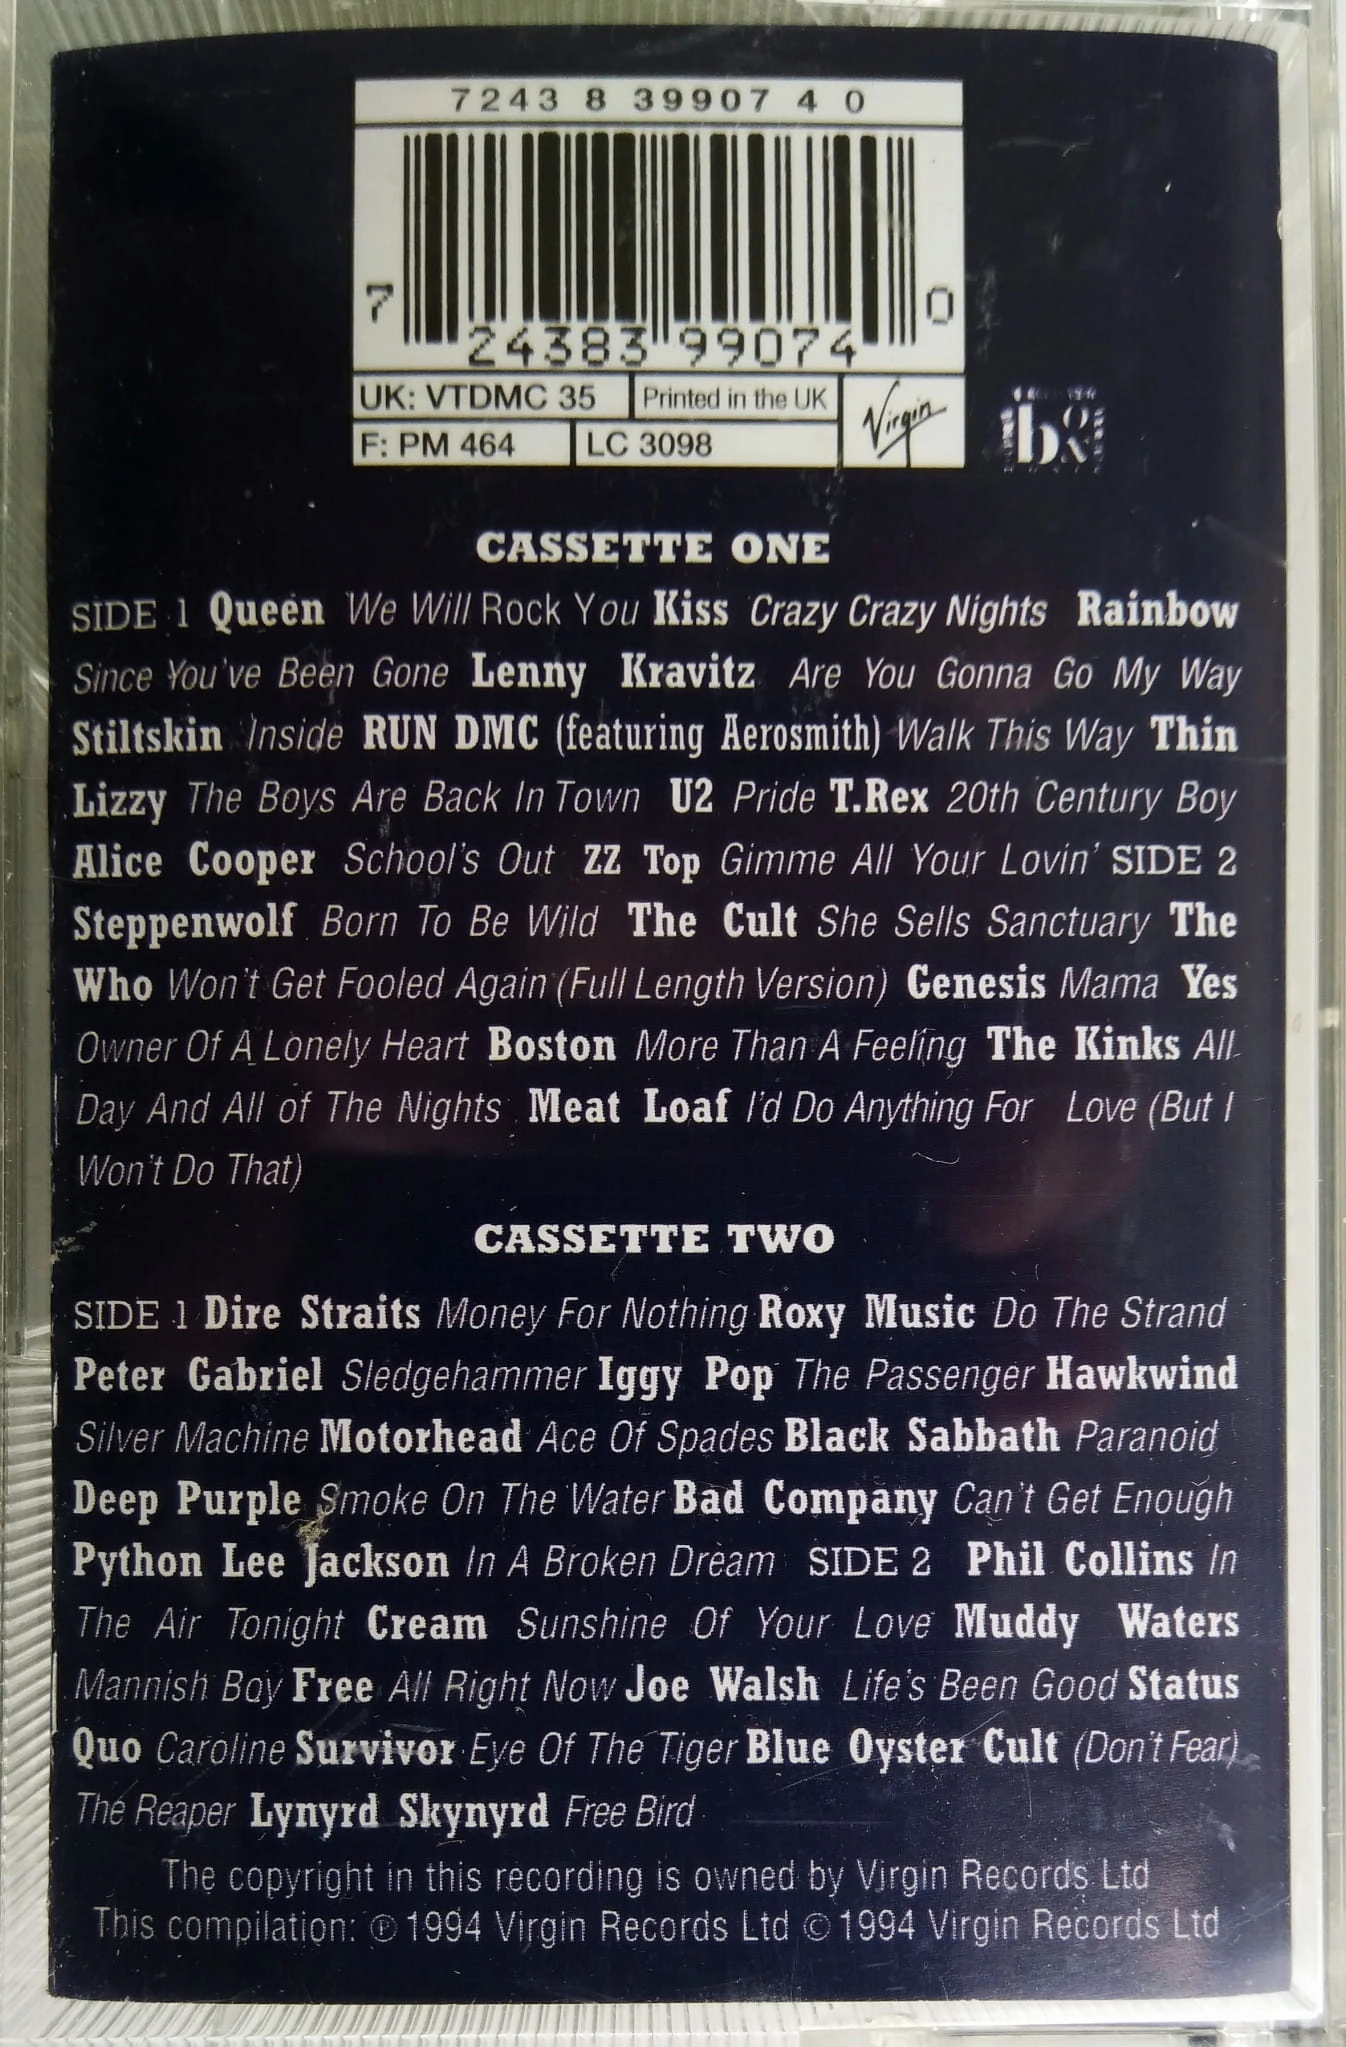 72438 39907 4 0
7 24383 99074 0
UK: VTDMC 35 Printed in the UK
F: PM 464 LC 3098 Virgin
b&
CASSETTE ONE
SIDE 1 Queen We Will Rock You Kiss Crazy Crazy Nights Rainbow
Since You've Been Gone Lenny Kravitz Are You Gonna Go My Way
Stiltskin Inside RUN DMC (featuring Aerosmith) Walk This Way Thin
Lizzy The Boys Are Back In Town U2 Pride T.Rex 20th Century Boy
Alice Cooper School's Out ZZ Top Gimme All Your Lovin' SIDE 2
Steppenwolf Born To Be Wild The Cult She Sells Sanctuary The
Who Won't Get Fooled Again (Full Length Version) Genesis Mama Yes
Owner Of A Lonely Heart Boston More Than A Feeling The Kinks All
Day And All of The Nights Meat Loaf I'd Do Anything For Love (But I
Won't Do That)
CASSETTE TWO
SIDE 1 Dire Straits Money For Nothing Roxy Music Do The Strand
Peter Gabriel Sledgehammer Iggy Pop The Passenger Hawkwind
Silver Machine Motorhead Ace Of Spades Black Sabbath Paranoid
Deep Purple Smoke On The Water Bad Company Can't Get Enough
Python Lee Jackson In A Broken Dream SIDE 2 Phil Collins In
The Air Tonight Cream Sunshine Of Your Love Muddy Waters
Mannish Boy Free All Right Now Joe Walsh Life's Been Good Status
Quo Caroline Survivor Eye Of The Tiger Blue Oyster Cult (Don't Fear)
The Reaper Lynyrd Skynyrd Free Bird
The copyright in this recording is owned by Virgin Records Ltd
This compilation: ℗ 1994 Virgin Records Ltd © 1994 Virgin Records Ltd